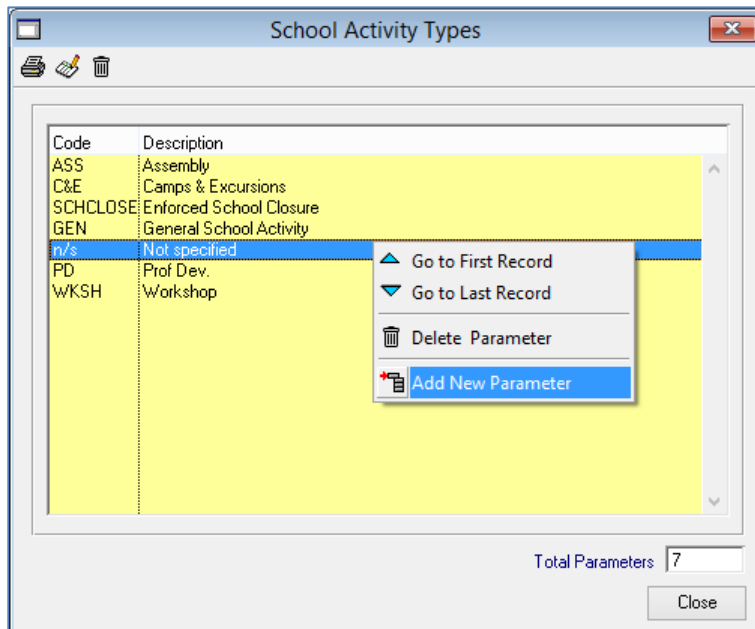 School Activity Types
Code Description
ASS Assembly
C&E Camps & Excursions
SCHCLOSE Enforced School Closure
GEN General School Activity
n/s Not specified
PD Prof Dev.
WKSH Workshop
Go to First Record
Go to Last Record
Delete Parameter
Add New Parameter
Total Parameters 7
Close